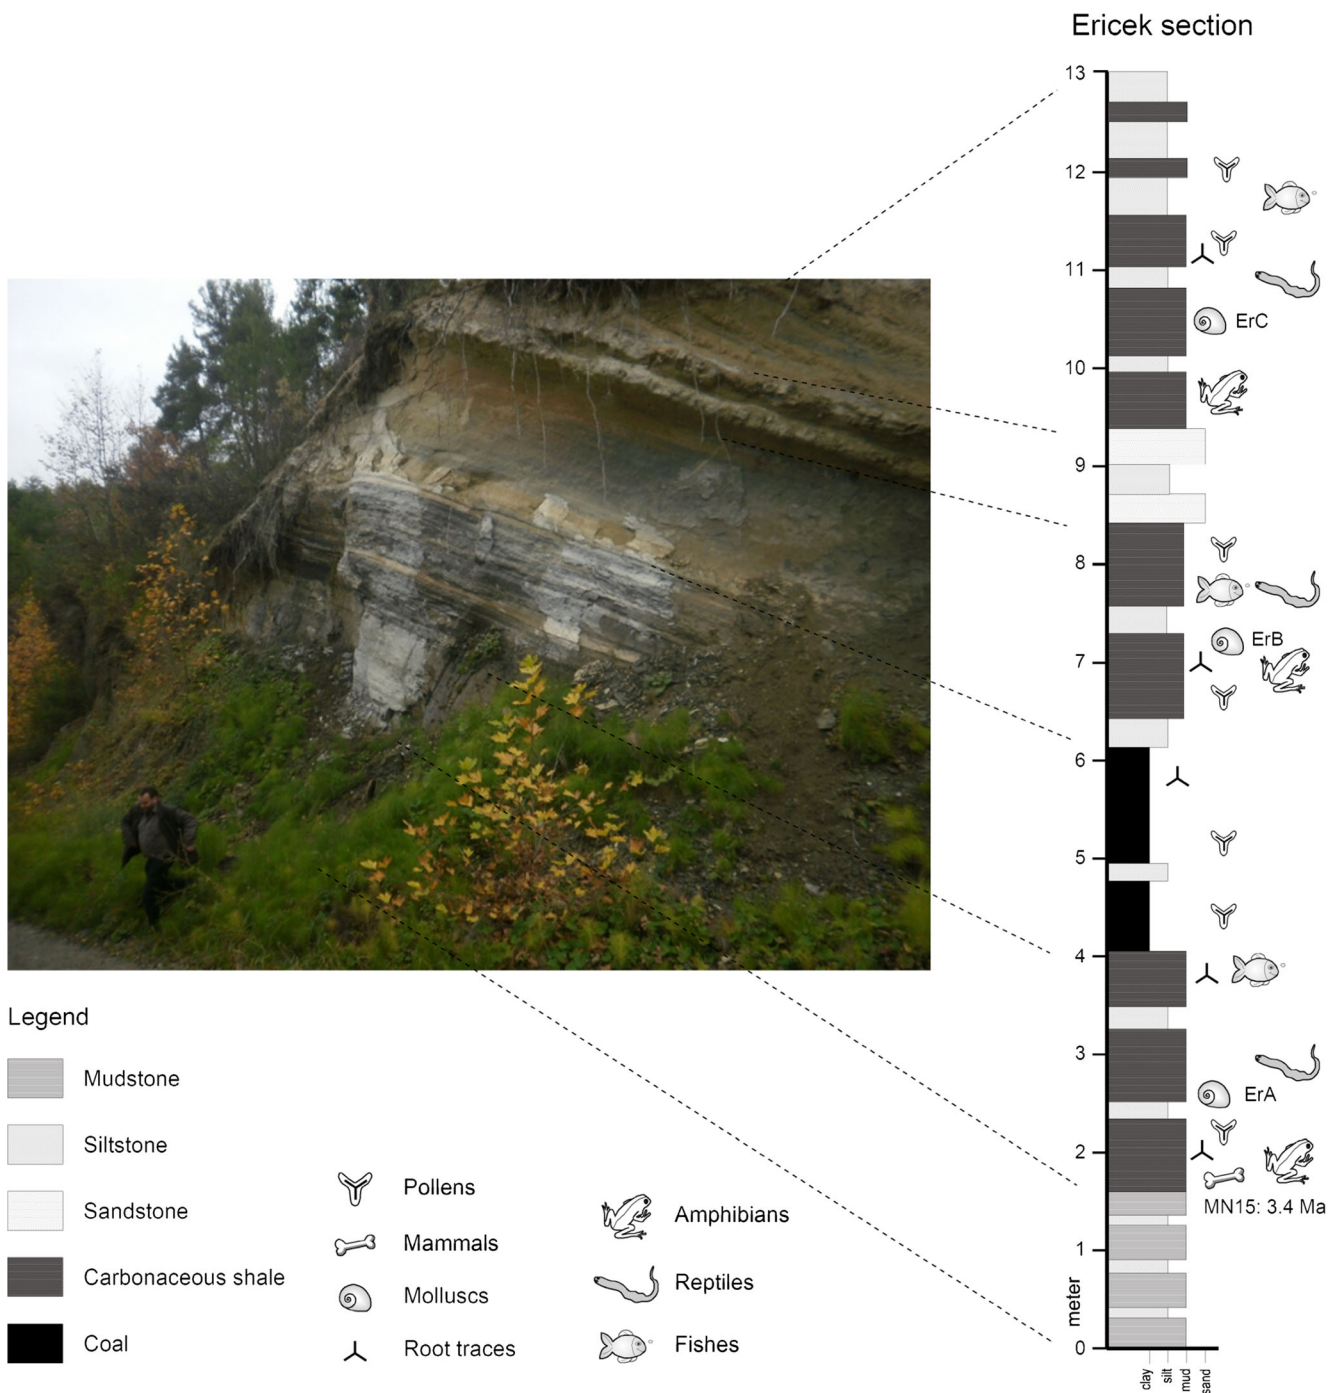 Ericek section
13
12
11
ErC
10
9
8
ErB
7
6
5
4
3
ErA
2
MN15: 3.4 Ma
1
meter
0
clay
silt
mud
sand
Legend
Mudstone
Siltstone
Sandstone
Carbonaceous shale
Coal
Pollens
Mammals
Molluscs
Root traces
Amphibians
Reptiles
Fishes